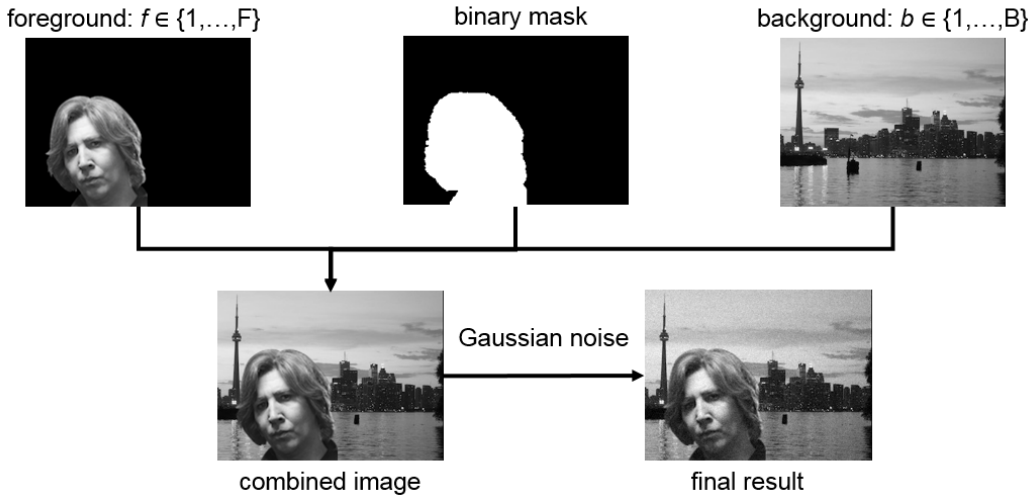 foreground: f ∈ {1,…,F}
binary mask
background: b ∈ {1,…,B}
Gaussian noise
combined image
final result